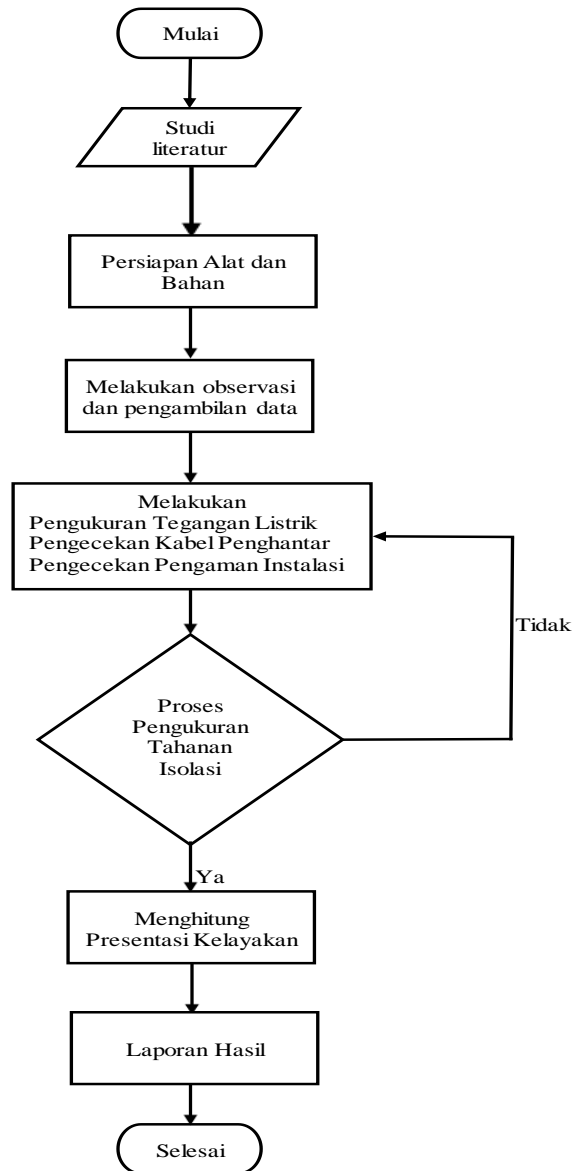 Mulai
Studi
literatur
Persiapan Alat dan
Bahan
Melakukan observasi
dan pengambilan data
Melakukan
Pengukuran Tegangan Listrik
Pengecekan Kabel Penghantar
Pengecekan Pengaman Instalasi
Tidak
Proses
Pengukuran
Tahanan
Isolasi
Ya
Menghitung
Presentasi Kelayakan
Laporan Hasil
Selesai